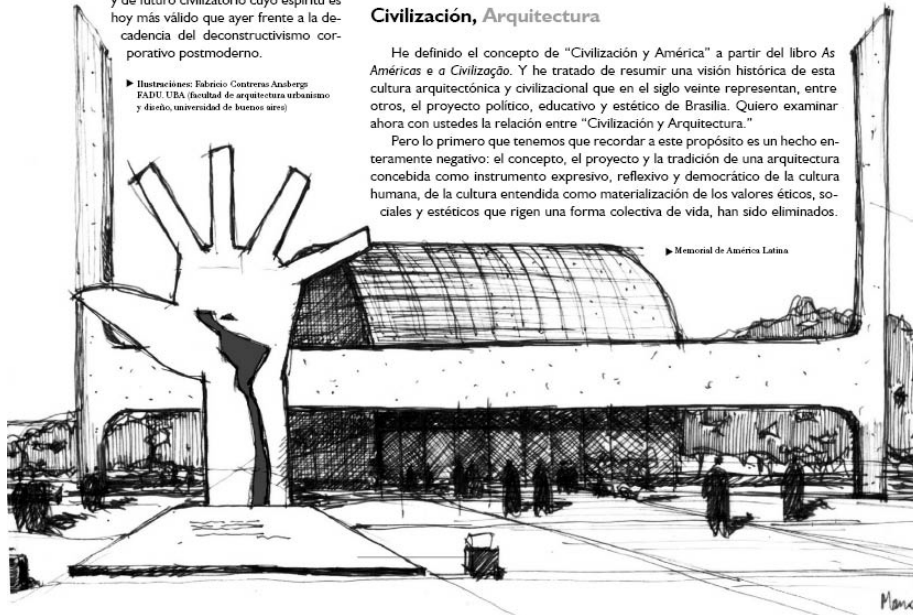 y de futuro civilizatorio cuyo espíritu es
hoy más válido que ayer frente a la de-
cadencia del deconstructivismo cor-
porativo postmoderno.
▶ Ilustraciónes: Fabricio Contreras Ansbergs
FADU. UBA (facultad de arquitectura urbanismo
y diseño, universidad de buenos aires)
Civilización, Arquitectura
He definido el concepto de “Civilización y América” a partir del libro As
Américas e a Civilização. Y he tratado de resumir una visión histórica de esta
cultura arquitectónica y civilizacional que en el siglo veinte representan, entre
otros, el proyecto político, educativo y estético de Brasilia. Quiero examinar
ahora con ustedes la relación entre “Civilización y Arquitectura.”
Pero lo primero que tenemos que recordar a este propósito es un hecho en-
teramente negativo: el concepto, el proyecto y la tradición de una arquitectura
concebida como instrumento expresivo, reflexivo y democrático de la cultura
humana, de la cultura entendida como materialización de los valores éticos, so-
ciales y estéticos que rigen una forma colectiva de vida, han sido eliminados.
▶ Memorial de América Latina